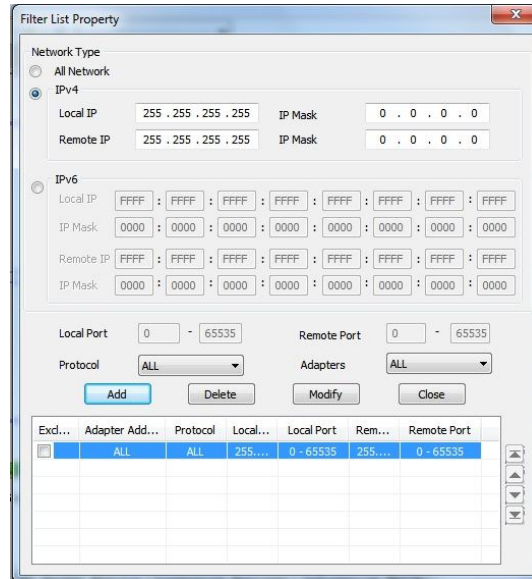 Filter List Property
Network Type
All Network
IPv4
Local IP 255 . 255 . 255 . 255 IP Mask 0 . 0 . 0 . 0
Remote IP 255 . 255 . 255 . 255 IP Mask 0 . 0 . 0 . 0
IPv6
Local IP FFFF : FFFF : FFFF : FFFF : FFFF : FFFF : FFFF : FFFF
IP Mask 0000 : 0000 : 0000 : 0000 : 0000 : 0000 : 0000 : 0000
Remote IP FFFF : FFFF : FFFF : FFFF : FFFF : FFFF : FFFF : FFFF
IP Mask 0000 : 0000 : 0000 : 0000 : 0000 : 0000 : 0000 : 0000
Local Port 0 - 65535 Remote Port 0 - 65535
Protocol ALL Adapters ALL
Add Delete Modify Close
Excl... Adapter Add... Protocol Local... Local Port Rem... Remote Port
ALL ALL 255.... 0 - 65535 255.... 0 - 65535